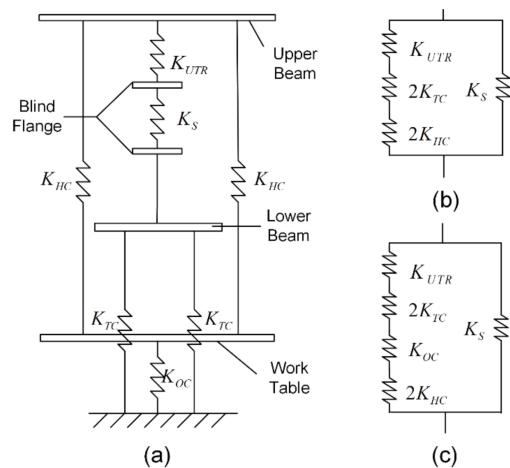 Upper
Beam
K_UTR
Blind
Flange
K_S
K_HC
K_HC
Lower
Beam
K_TC
K_TC
K_OC
Work
Table
(a)
K_UTR
2K_TC
K_S
2K_HC
(b)
K_UTR
2K_TC
K_S
K_OC
2K_HC
(c)